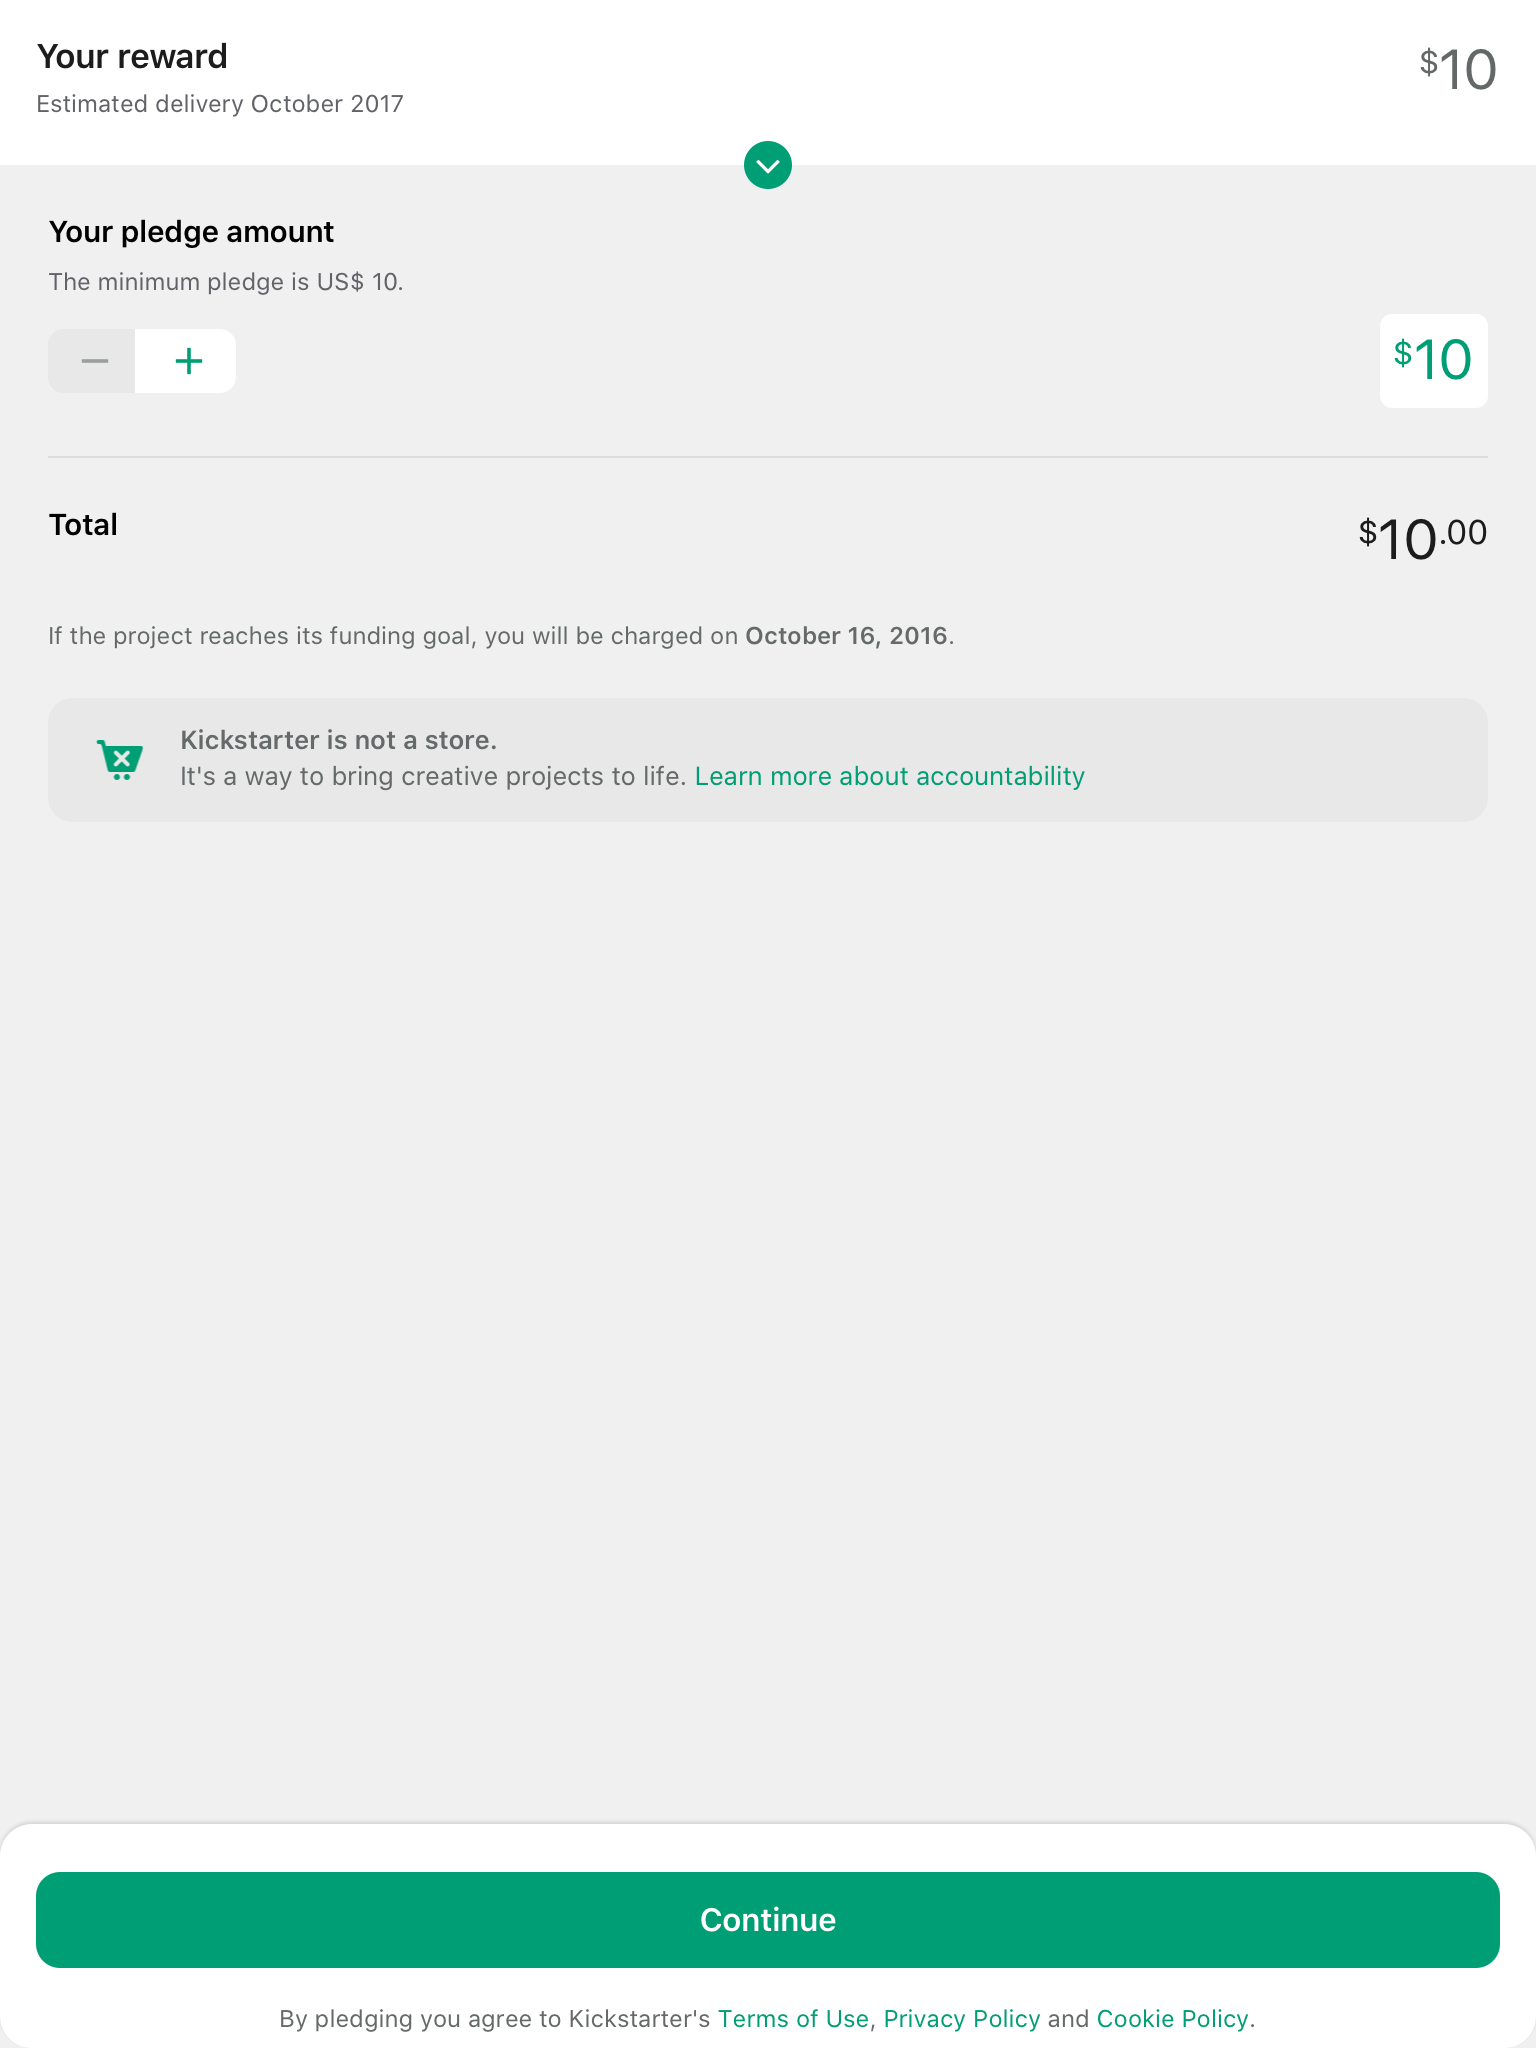 Your reward
$10
Estimated delivery October 2017
Your pledge amount
The minimum pledge is US$ 10.
$10
Total
$10.00
If the project reaches its funding goal, you will be charged on October 16, 2016.
Kickstarter is not a store.
It's a way to bring creative projects to life. Learn more about accountability
Continue
By pledging you agree to Kickstarter's Terms of Use, Privacy Policy and Cookie Policy.